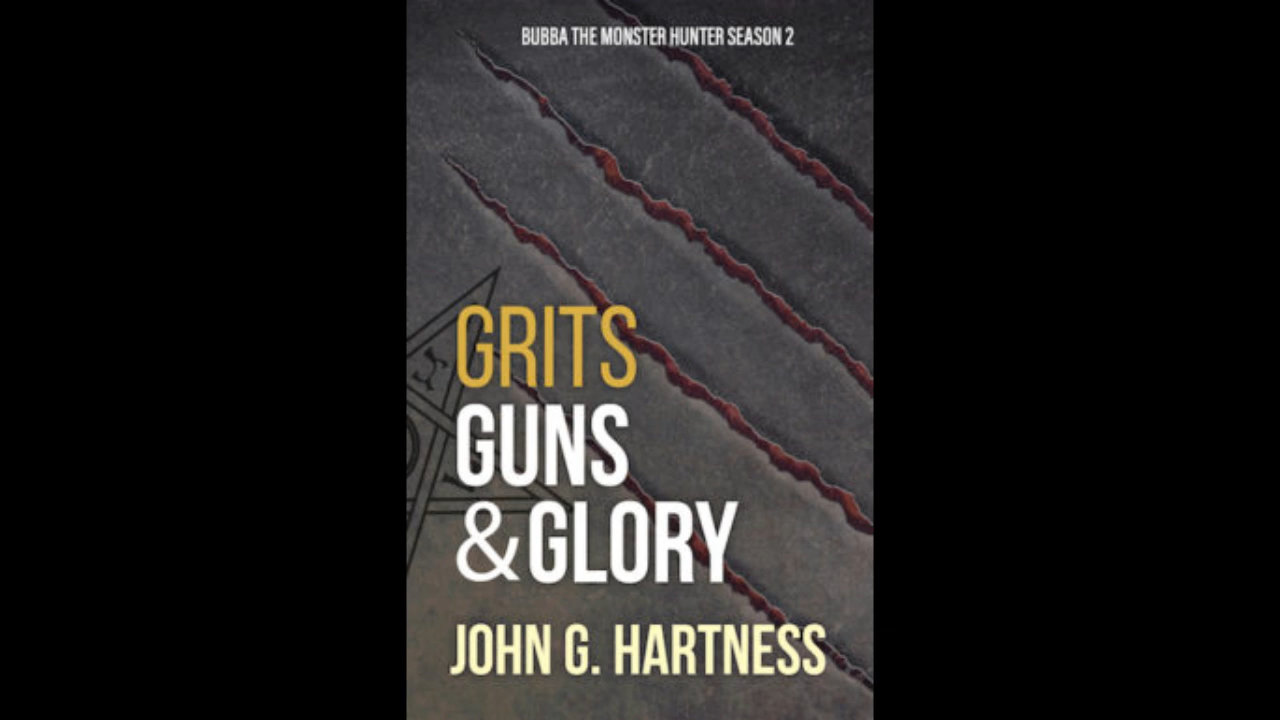 BUBBA THE MONSTER HUNTER SEASON 2
GRITS
GUNS
&GLORY
JOHN G. HARTNESS